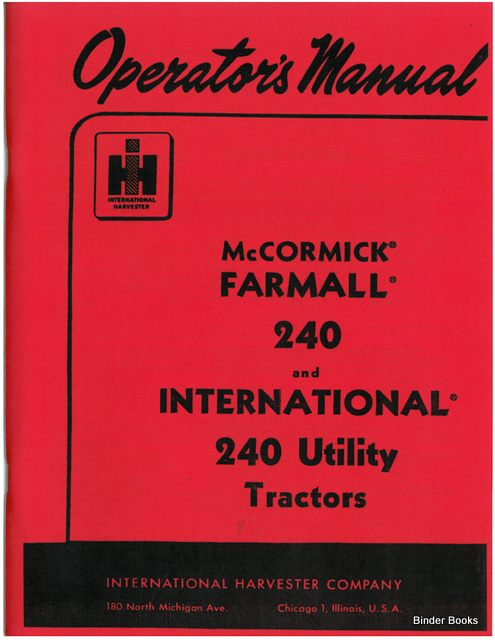 Operator's Manual
IH
INTERNATIONAL
HARVESTER
McCORMICK®
FARMALL®
240
and
INTERNATIONAL®
240 Utility
Tractors
INTERNATIONAL HARVESTER COMPANY
180 North Michigan Ave. Chicago 1, Illinois, U.S.A.
Binder Books